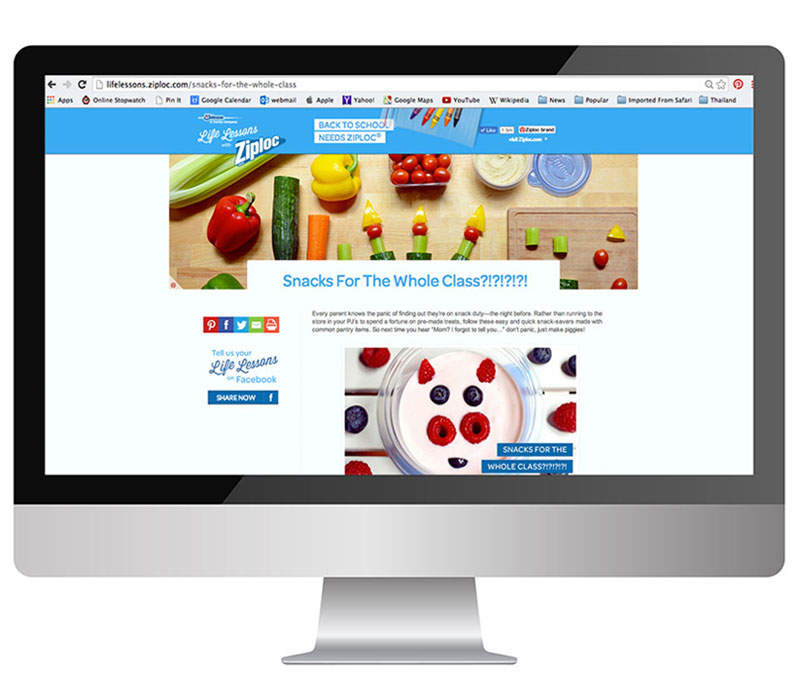 lifelessons.ziploc.com/snacks-for-the-whole-class
Apps Online Stopwatch Pin It Google Calendar webmail Apple Yahoo! Google Maps YouTube Wikipedia News Popular Imported From Safari Thailand
Life Lessons
with Ziploc
BACK TO SCHOOL
NEEDS ZIPLOC®
Like
Ziploc brand
visit Ziploc.com
Snacks For The Whole Class?!?!?!?!
Every parent knows the panic of finding out they're on snack duty—the night before. Rather than running to the
store in your PJ's to spend a fortune on pre-made treats, follow these easy and quick snack-savers made with
common pantry items. So next time you hear "Mom? I forgot to tell you..." don't panic, just make piggies!
Tell us your
Life Lessons
on Facebook
SHARE NOW f
SNACKS FOR THE
WHOLE CLASS?!?!?!?!